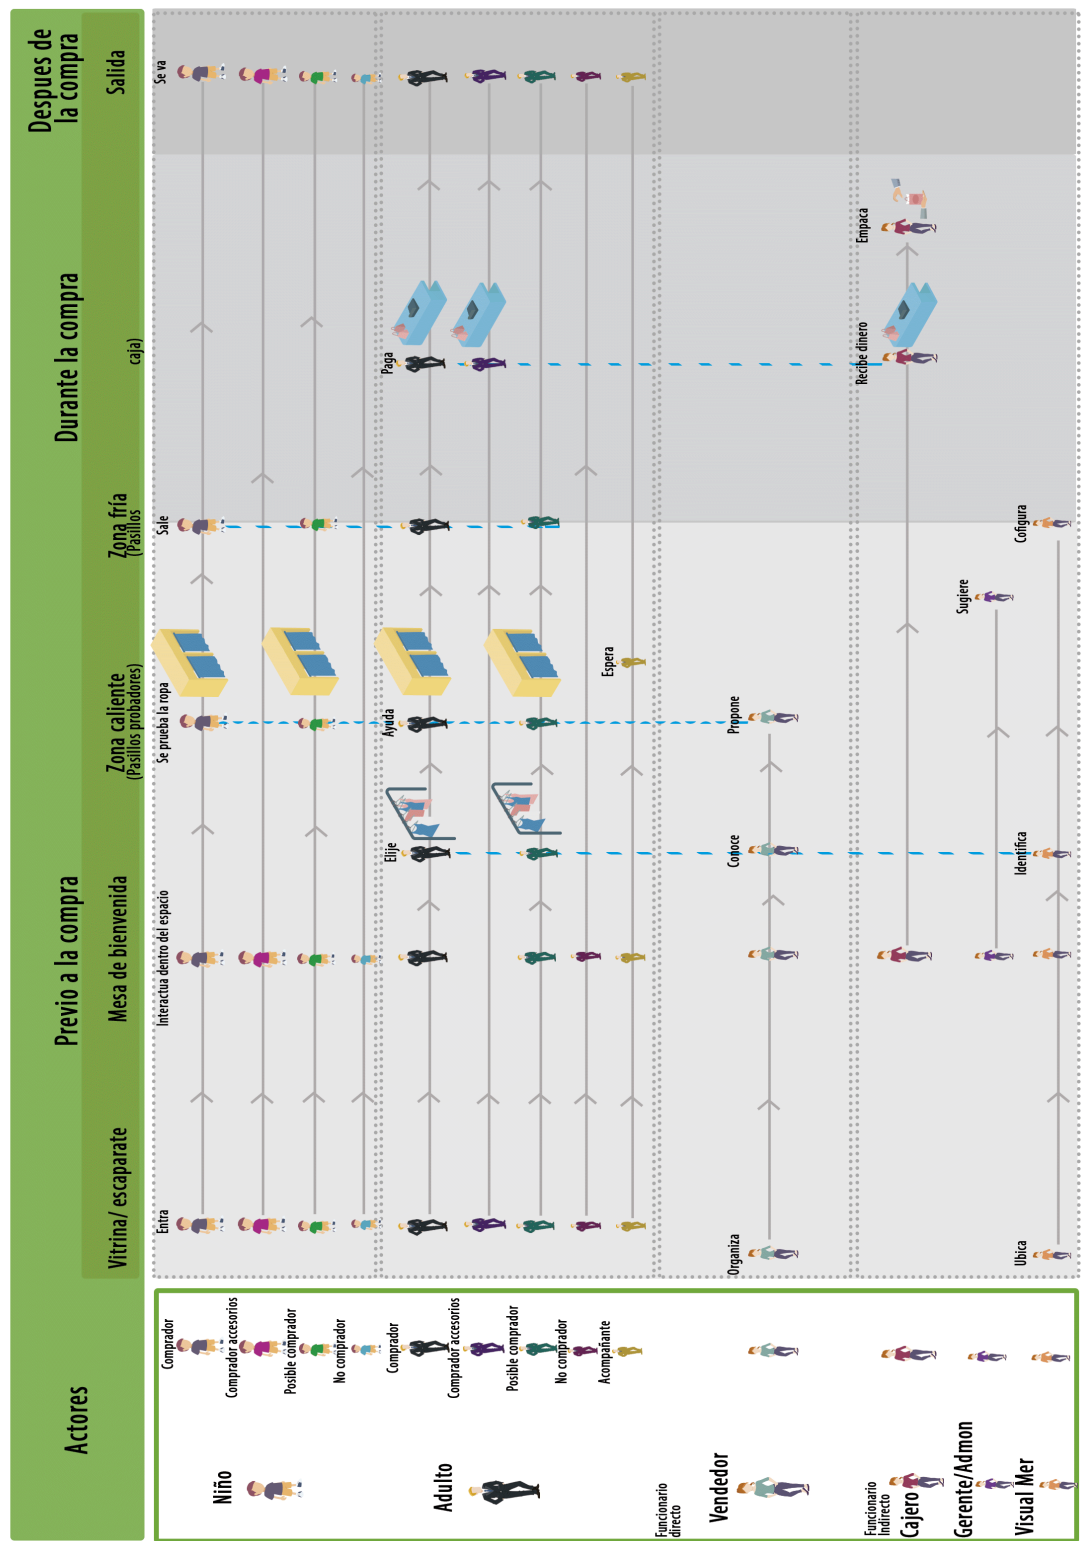 Actores
Previo a la compra
Durante la compra
Despues de
la compra
Vitrina/ escaparate
Mesa de bienvenida
Zona caliente
(Pasillos probadores)
Zona fría
(Pasillos
caja)
Salida
Niño
Comprador
Comprador accesorios
Posible comprador
No comprador
Entra
Interactua dentro del espacio
Se prueba la ropa
Sale
Se va
Adulto
Comprador
Comprador accesorios
Posible comprador
No comprador
Acompañante
Elije
Ayuda
Espera
Paga
Funcionario
directo
Vendedor
Organiza
Conoce
Propone
Funcionario
Indirecto
Cajero
Recibe dinero
Empaca
Gerente/Admon
Sugiere
Visual Mer
Ubica
Identifica
Cofigura